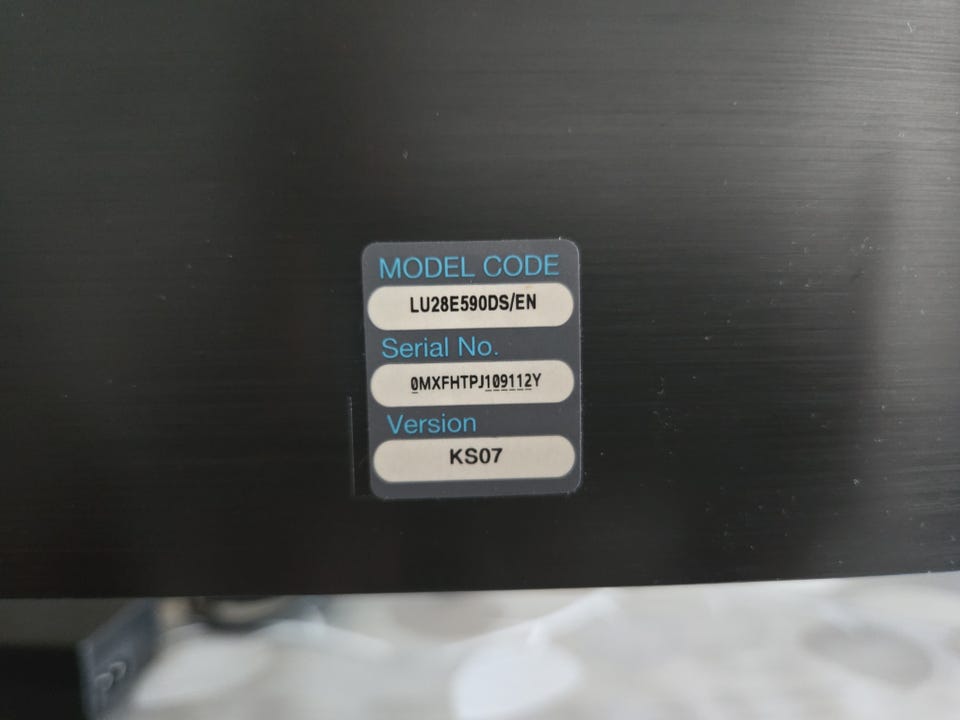 MODEL CODE
LU28E590DS/EN
Serial No.
0MXFHTPJ109112Y
Version
KS07